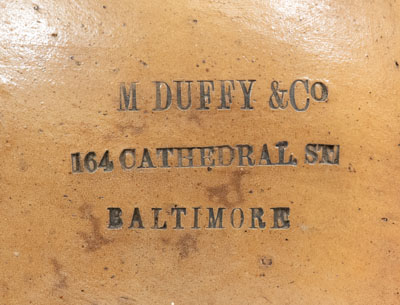 M DUFFY & Co
164 CATHEDRAL ST.
BALTIMORE